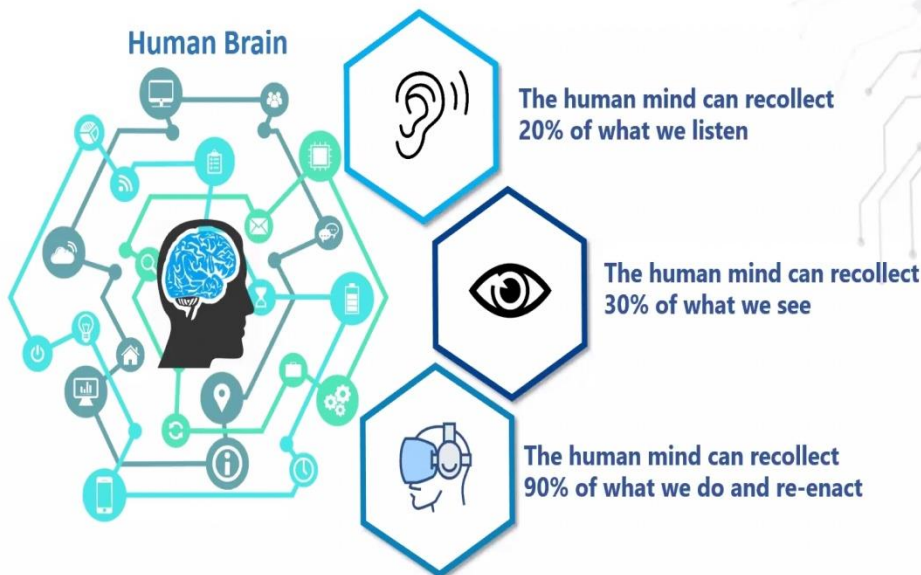 Human Brain
The human mind can recollect
20% of what we listen
The human mind can recollect
30% of what we see
The human mind can recollect
90% of what we do and re-enact